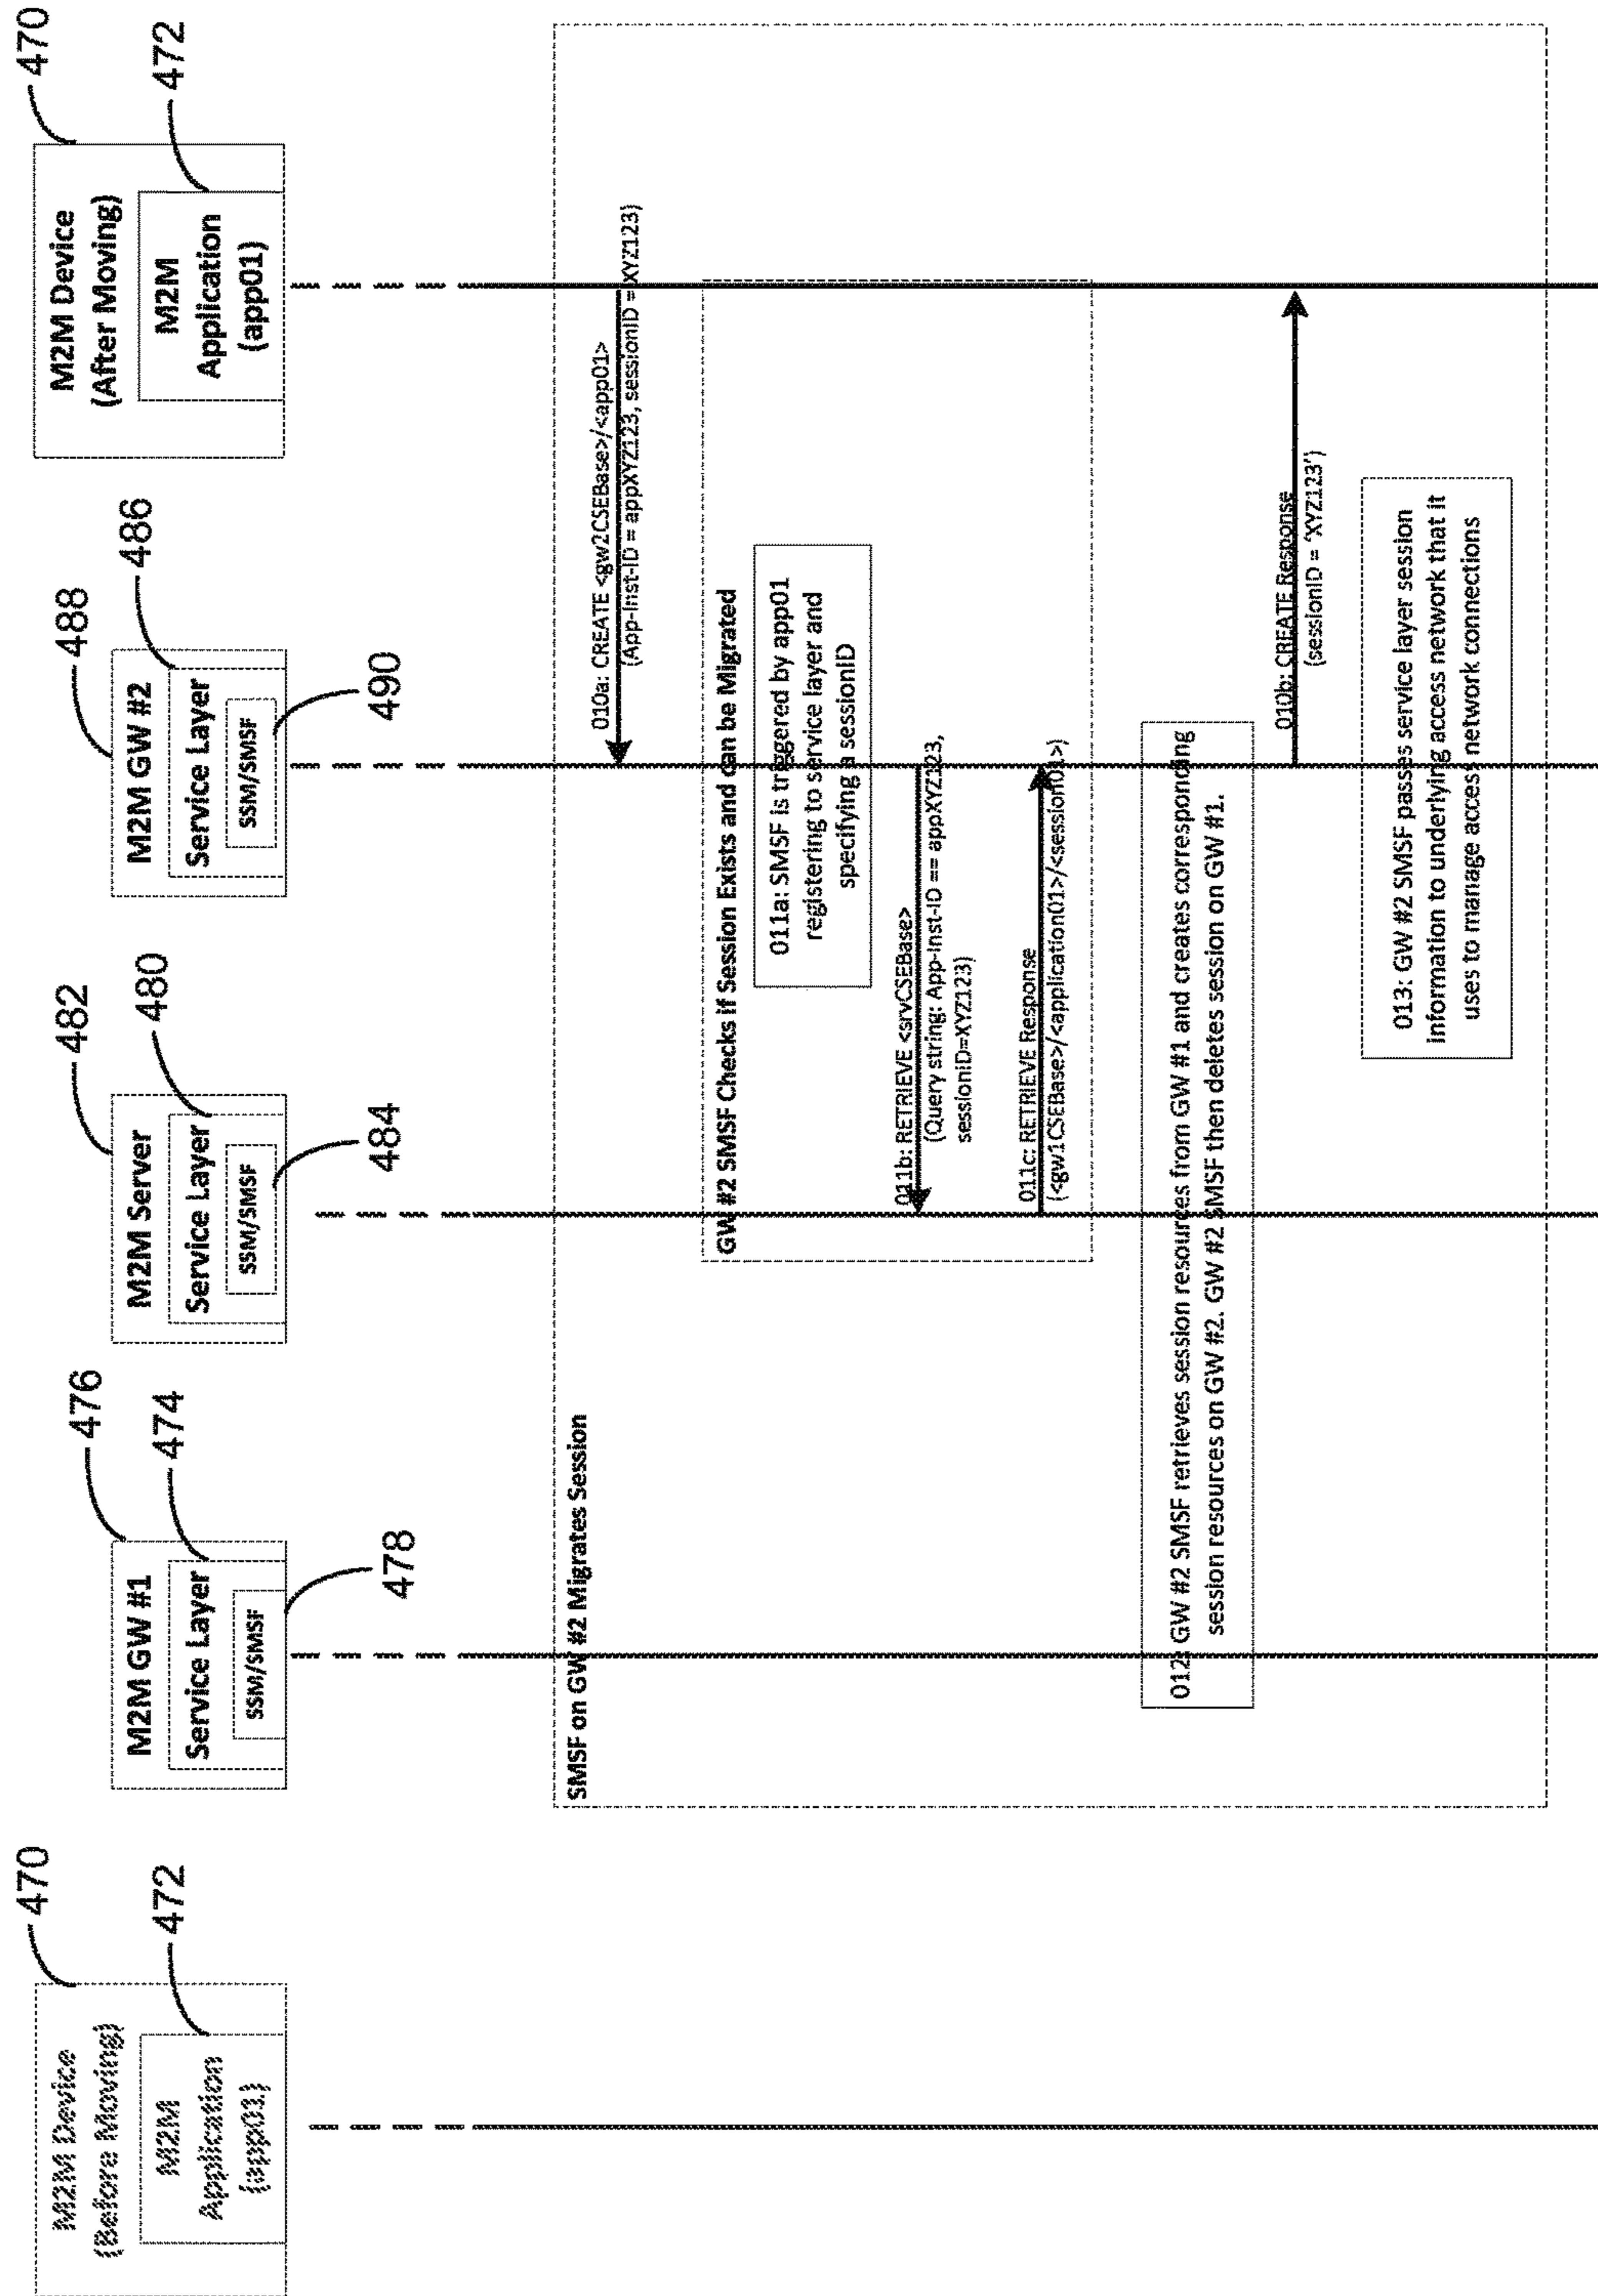 470
472
M2M Device
(Before Moving)
M2M
Application
(app01)
476
474
478
M2M GW #1
Service Layer
SSM/SMSF
482
480
484
M2M Server
Service Layer
SSM/SMSF
488
486
490
M2M GW #2
Service Layer
SSM/SMSF
470
472
M2M Device
(After Moving)
M2M
Application
(app01)
SMSF on GW #2 Migrates Session
010a: CREATE <gw2CSEBase>/<app01>
(App-Inst-ID = appXYZ123, sessionID = XYZ123)
GW #2 SMSF Checks if Session Exists and can be Migrated
011a: SMSF is triggered by app01
registering to service layer and
specifying a sessionID
011b: RETRIEVE <srvCSEBase>
(Query string: App-Inst-ID == appXYZ123,
sessionID=XYZ123)
011c: RETRIEVE Response
(<gw1CSEBase>/<application01>/<session01>)
012: GW #2 SMSF retrieves session resources from GW #1 and creates corresponding
session resources on GW #2. GW #2 SMSF then deletes session on GW #1.
010b: CREATE Response
(sessionID = 'XYZ123')
013: GW #2 SMSF passes service layer session
information to underlying access network that it
uses to manage access network connections